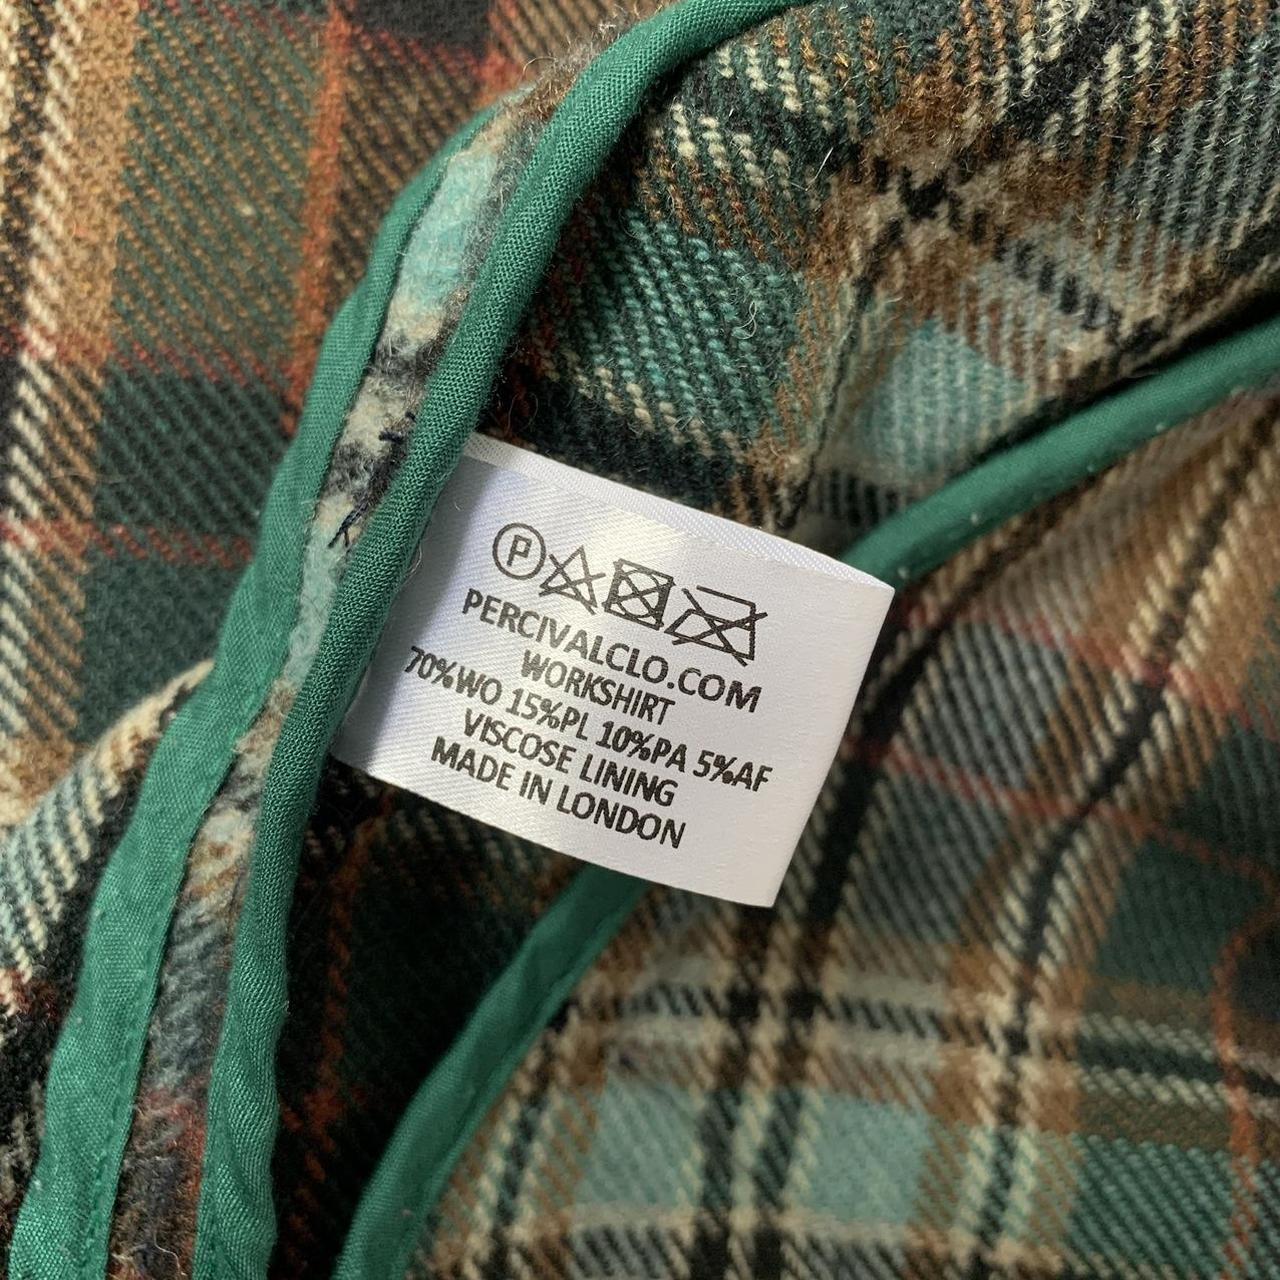 P
PERCIVALCLO.COM
WORKSHIRT
70%WO 15%PL 10%PA 5%AF
VISCOSE LINING
MADE IN LONDON